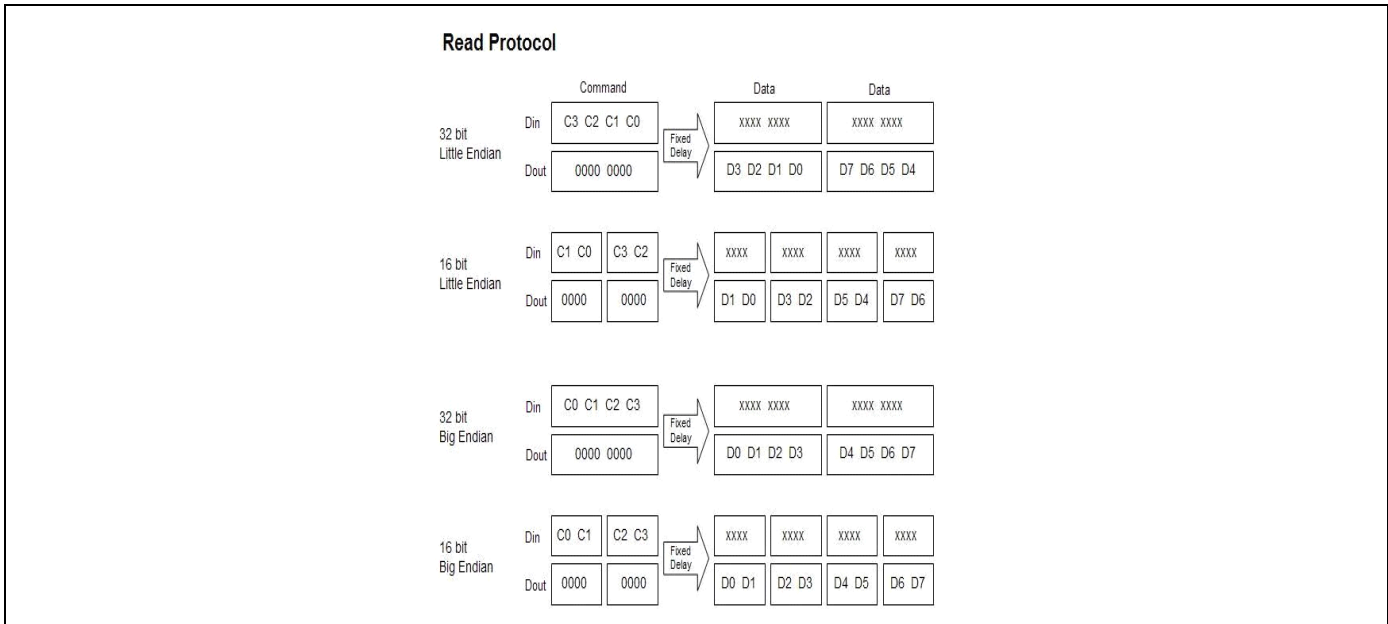 Read Protocol
Command Data Data
32 bit
Little Endian
Din C3 C2 C1 C0 xxxx xxxx xxxx xxxx
Fixed
Delay
Dout 0000 0000 D3 D2 D1 D0 D7 D6 D5 D4
16 bit
Little Endian
Din C1 C0 C3 C2 xxxx xxxx xxxx xxxx
Fixed
Delay
Dout 0000 0000 D1 D0 D3 D2 D5 D4 D7 D6
32 bit
Big Endian
Din C0 C1 C2 C3 xxxx xxxx xxxx xxxx
Fixed
Delay
Dout 0000 0000 D0 D1 D2 D3 D4 D5 D6 D7
16 bit
Big Endian
Din C0 C1 C2 C3 xxxx xxxx xxxx xxxx
Fixed
Delay
Dout 0000 0000 D0 D1 D2 D3 D4 D5 D6 D7